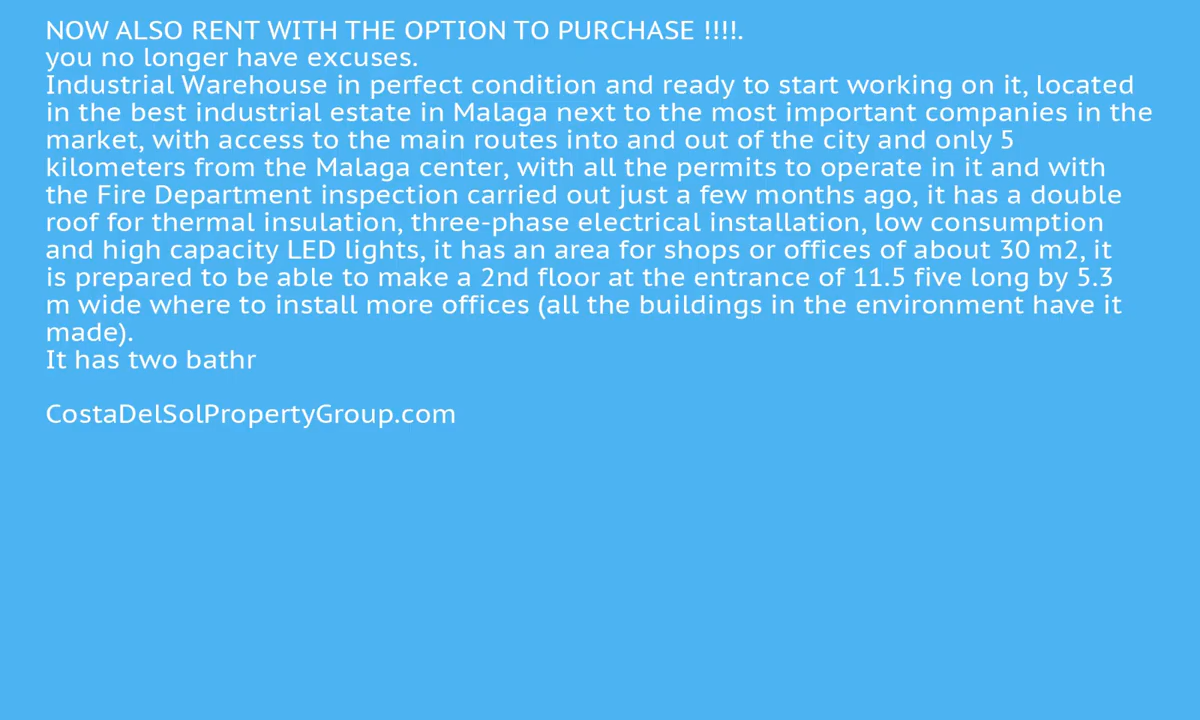 NOW ALSO RENT WITH THE OPTION TO PURCHASE !!!!.
you no longer have excuses.
Industrial Warehouse in perfect condition and ready to start working on it, located
in the best industrial estate in Malaga next to the most important companies in the
market, with access to the main routes into and out of the city and only 5
kilometers from the Malaga center, with all the permits to operate in it and with
the Fire Department inspection carried out just a few months ago, it has a double
roof for thermal insulation, three-phase electrical installation, low consumption
and high capacity LED lights, it has an area for shops or offices of about 30 m2, it
is prepared to be able to make a 2nd floor at the entrance of 11.5 five long by 5.3
m wide where to install more offices (all the buildings in the environment have it
made).
It has two bathr
CostaDelSolPropertyGroup.com